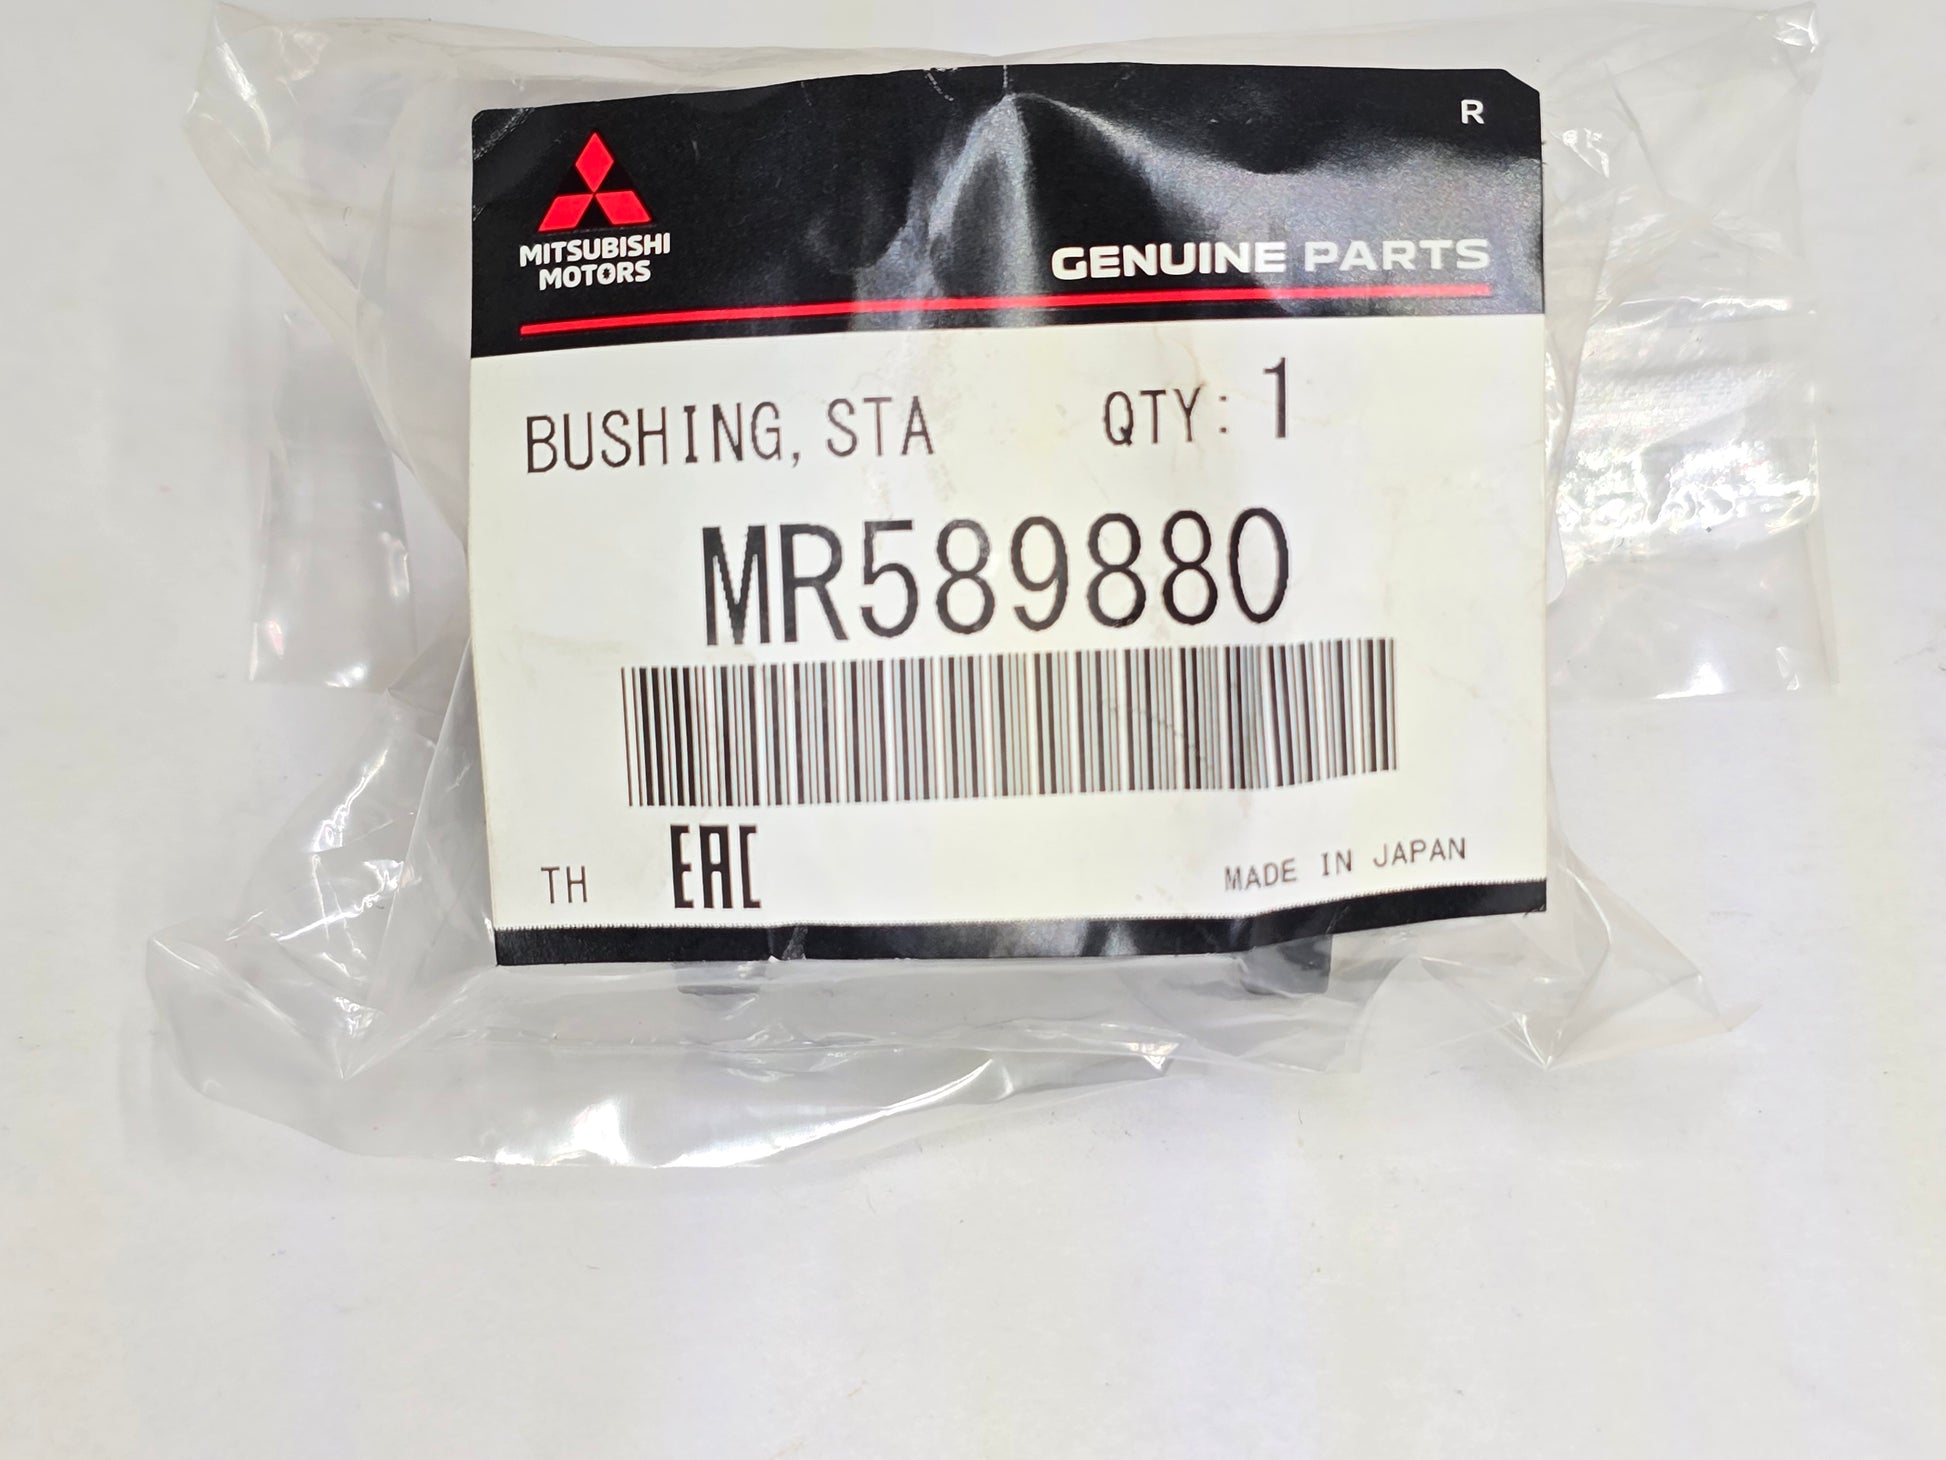 R
MITSUBISHI
MOTORS
GENUINE PARTS
BUSHING, STA QTY: 1
MR589880
TH EAC MADE IN JAPAN